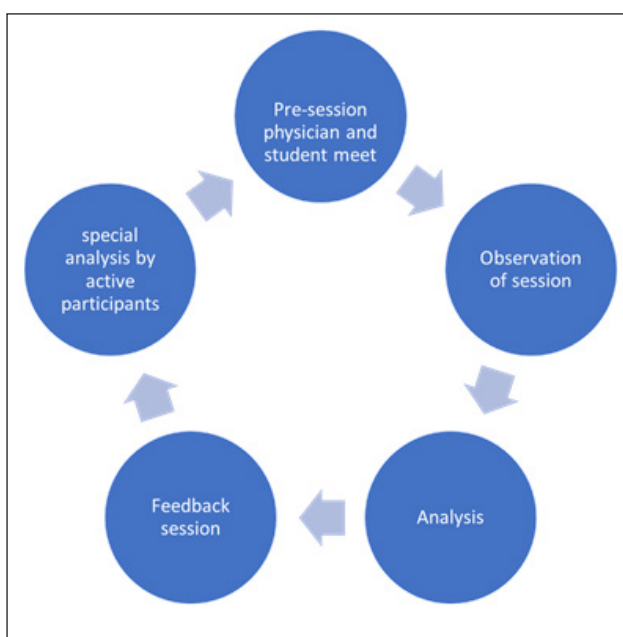 Pre-session
physician and
student meet
Observation
of session
Analysis
Feedback
session
special
analysis by
active
participants